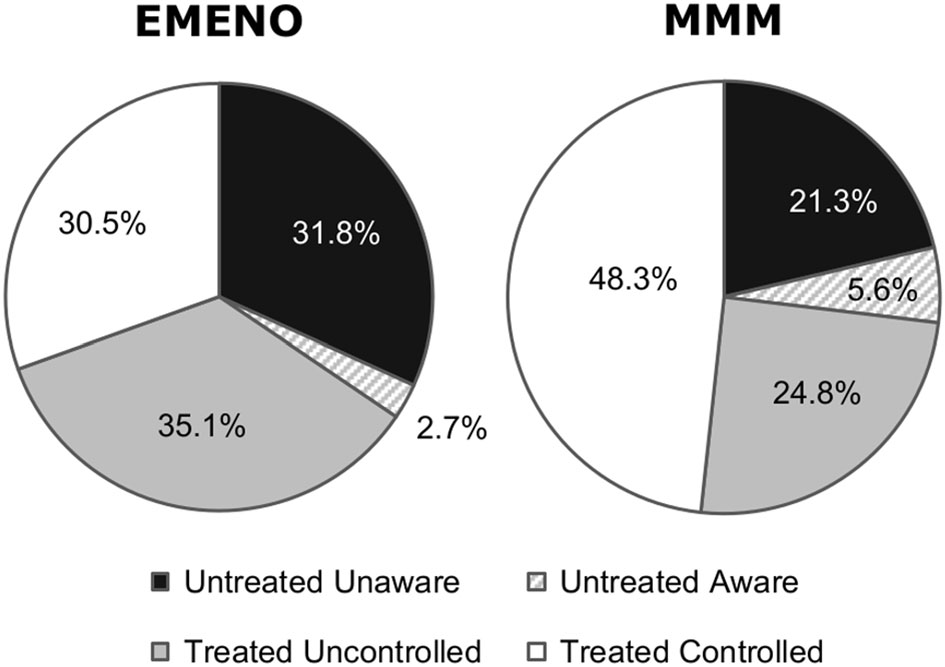 EMENO
MMM
30.5%
31.8%
35.1%
2.7%
48.3%
21.3%
5.6%
24.8%
Untreated Unaware
Untreated Aware
Treated Uncontrolled
Treated Controlled